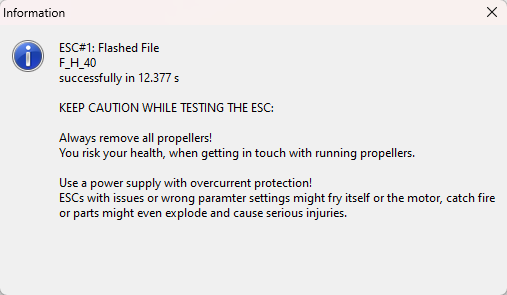 Information
ESC#1: Flashed File
F_H_40
successfully in 12.377 s
KEEP CAUTION WHILE TESTING THE ESC:
Always remove all propellers!
You risk your health, when getting in touch with running propellers.
Use a power supply with overcurrent protection!
ESCs with issues or wrong paramter settings might fry itself or the motor, catch fire
or parts might even explode and cause serious injuries.